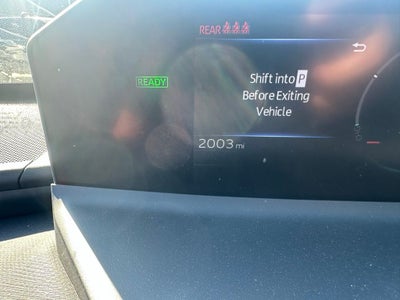 REAR
READY
Shift into P
Before Exiting
Vehicle
2003 mi